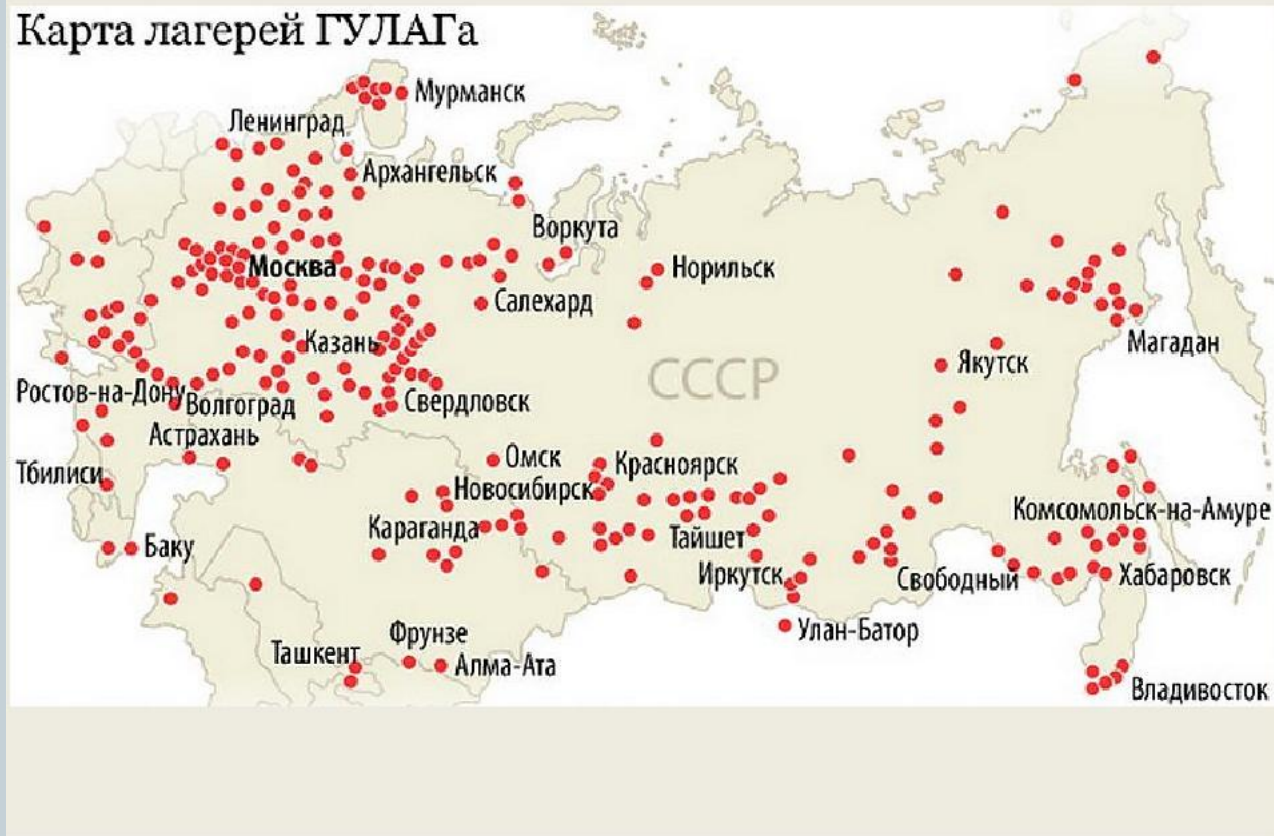 Карта лагерей ГУЛАГа
Мурманск
Ленинград
Архангельск
Воркута
Москва
Норильск
Салехард
Казань
Магадан
СССР
Якутск
Ростов-на-Дону
Волгоград
Свердловск
Астрахань
Омск
Красноярск
Тбилиси
Новосибирск
Комсомольск-на-Амуре
Караганда
Тайшет
Баку
Иркутск
Свободный
Хабаровск
Фрунзе
Улан-Батор
Ташкент
Алма-Ата
Владивосток